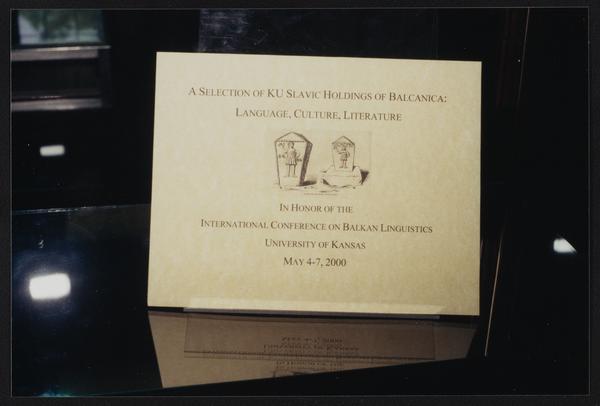 A SELECTION OF KU SLAVIC HOLDINGS OF BALCANICA:
LANGUAGE, CULTURE, LITERATURE
IN HONOR OF THE
INTERNATIONAL CONFERENCE ON BALKAN LINGUISTICS
UNIVERSITY OF KANSAS
MAY 4-7, 2000